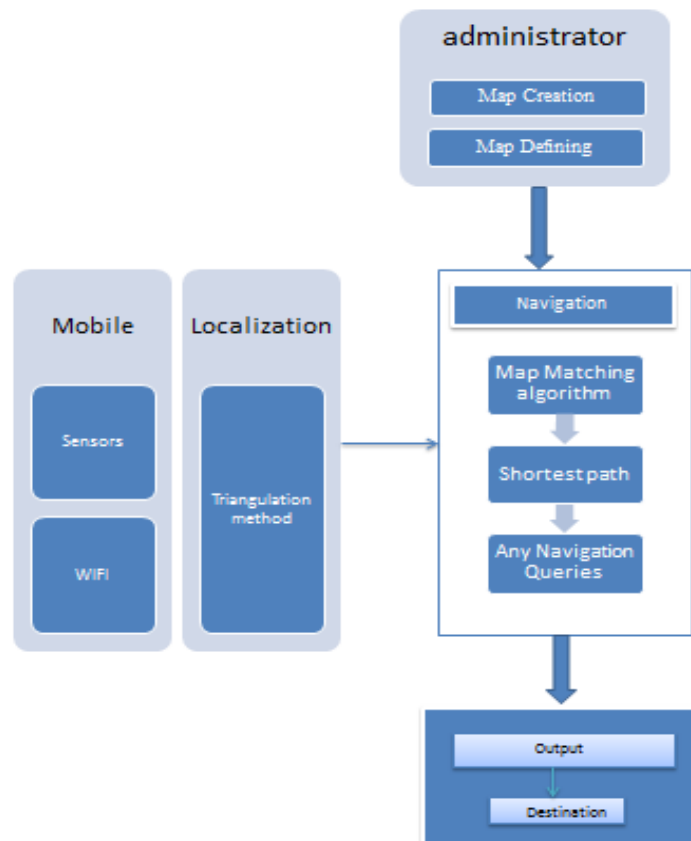 administrator
Map Creation
Map Defining
Mobile
Sensors
WIFI
Localization
Triangulation
method
Navigation
Map Matching
algorithm
Shortest path
Any Navigation
Queries
Output
Destination